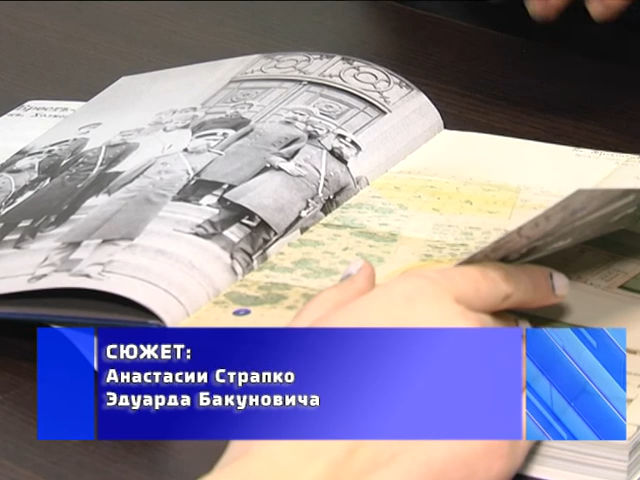 СЮЖЕТ:
Анастасии Страпко
Эдуарда Бакуновича